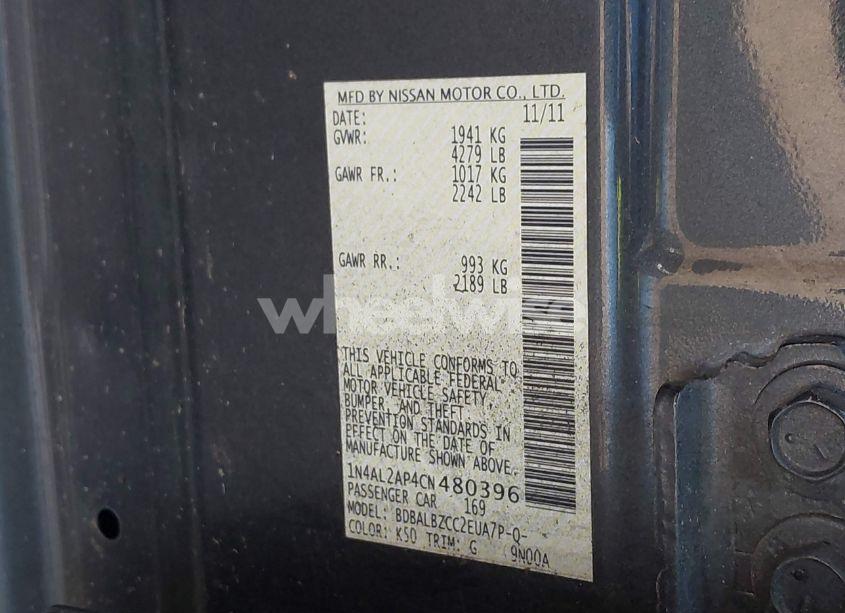 MFD BY NISSAN MOTOR CO., LTD.
DATE: 11/11
GVWR: 1941 KG
4279 LB
GAWR FR.: 1017 KG
2242 LB
GAWR RR.: 993 KG
2189 LB
wheelwise
THIS VEHICLE CONFORMS TO
ALL APPLICABLE FEDERAL
MOTOR VEHICLE SAFETY,
BUMPER, AND THEFT
PREVENTION STANDARDS IN
EFFECT ON THE DATE OF
MANUFACTURE SHOWN ABOVE.
1N4AL2AP4CN480396
PASSENGER CAR 169
MODEL: BDBALBZCC2EUA7P-Q-
COLOR: K50 TRIM: G 9N00A